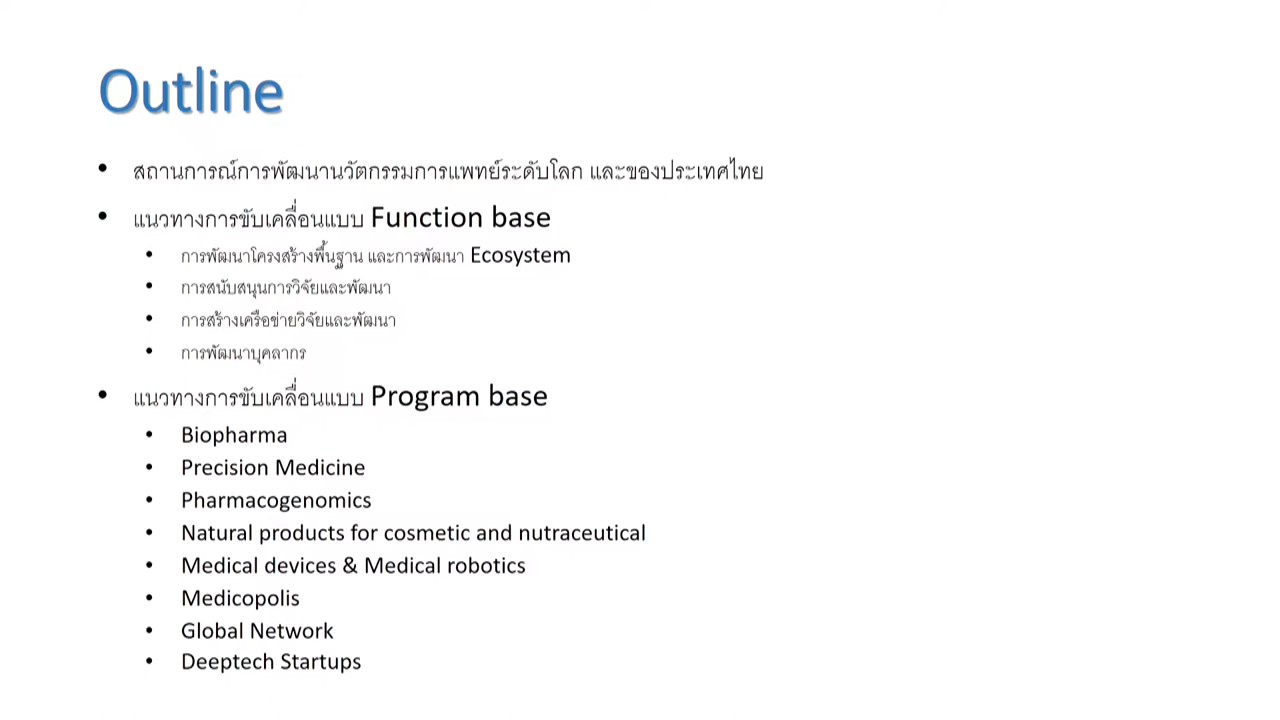 Outline
• สถานการณ์การพัฒนานวัตกรรมการแพทย์ระดับโลก และของประเทศไทย
• แนวทางการขับเคลื่อนแบบ Function base
• การพัฒนาโครงสร้างพื้นฐาน และการพัฒนา Ecosystem
• การสนับสนุนการวิจัยและพัฒนา
• การสร้างเครือข่ายวิจัยและพัฒนา
• การพัฒนาบุคลากร
• แนวทางการขับเคลื่อนแบบ Program base
• Biopharma
• Precision Medicine
• Pharmacogenomics
• Natural products for cosmetic and nutraceutical
• Medical devices & Medical robotics
• Medicopolis
• Global Network
• Deeptech Startups